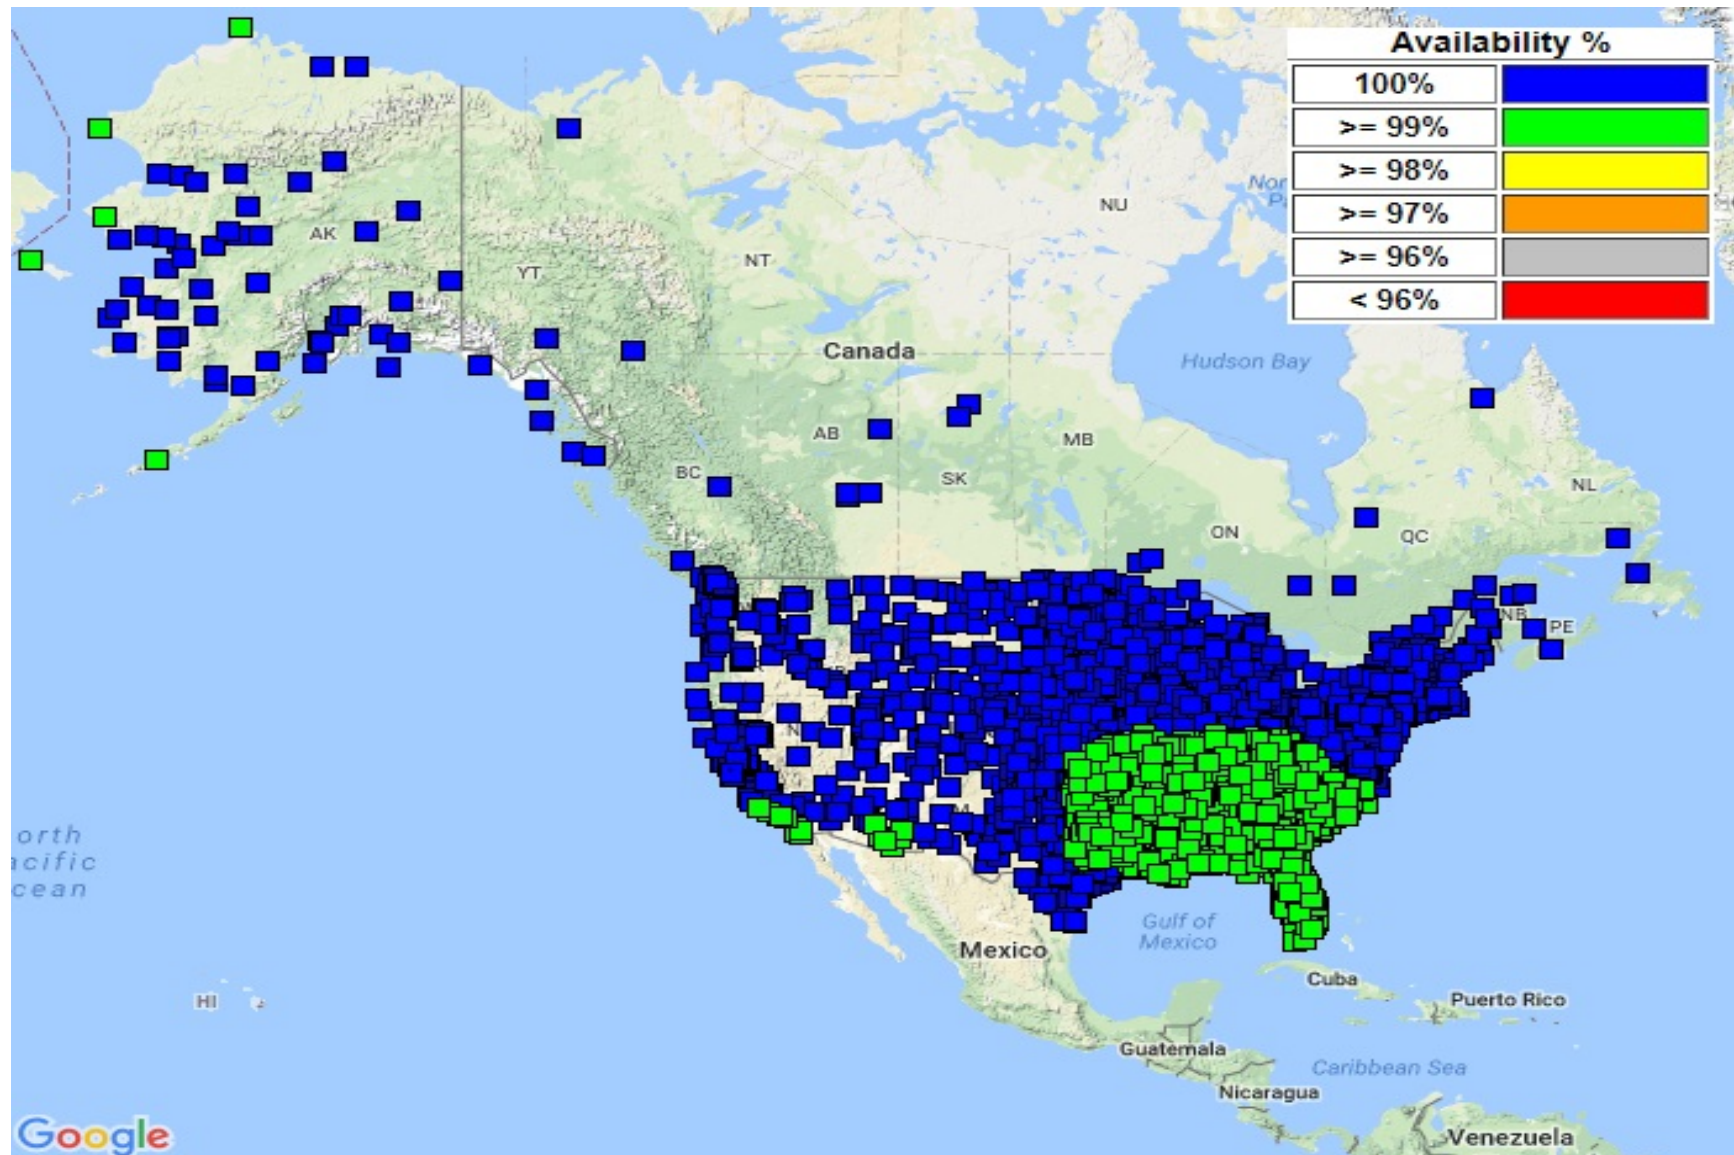 Availability %
100%
>= 99%
>= 98%
>= 97%
>= 96%
< 96%
NU
AK
YT
NT
Canada
Hudson Bay
AB
MB
BC
SK
NL
ON
QC
NB
PE
orth
acific
cean
Gulf of
Mexico
Mexico
Cuba
HI
Puerto Rico
Guatemala
Caribbean Sea
Nicaragua
Google
Venezuela